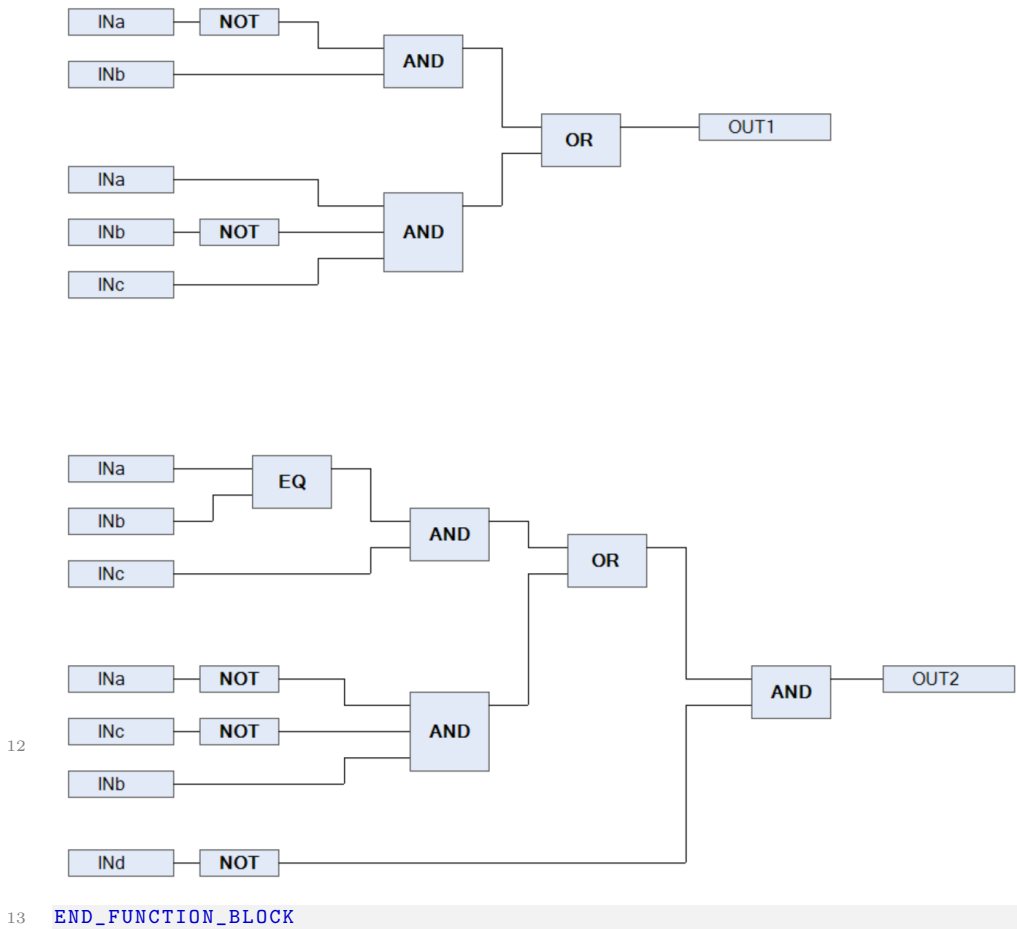 INa NOT
AND
INb
OR OUT1
INa
INb NOT AND
INc
INa
EQ
INb
AND
INc
OR
INa NOT
AND OUT2
12 INc NOT AND
INb
INd NOT
13 END_FUNCTION_BLOCK